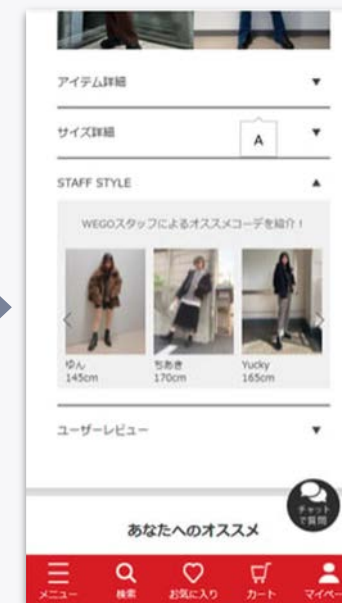 アイテム詳細 ▼
サイズ詳細 ▼
A
STAFF STYLE ▲
WEGOスタッフによるオススメコーデを紹介！
ゆん
145cm
ちあき
170cm
Yucky
165cm
ユーザーレビュー ▼
チャット
で質問
あなたへのオススメ
メニュー
検索
お気に入り
カート
マイペー